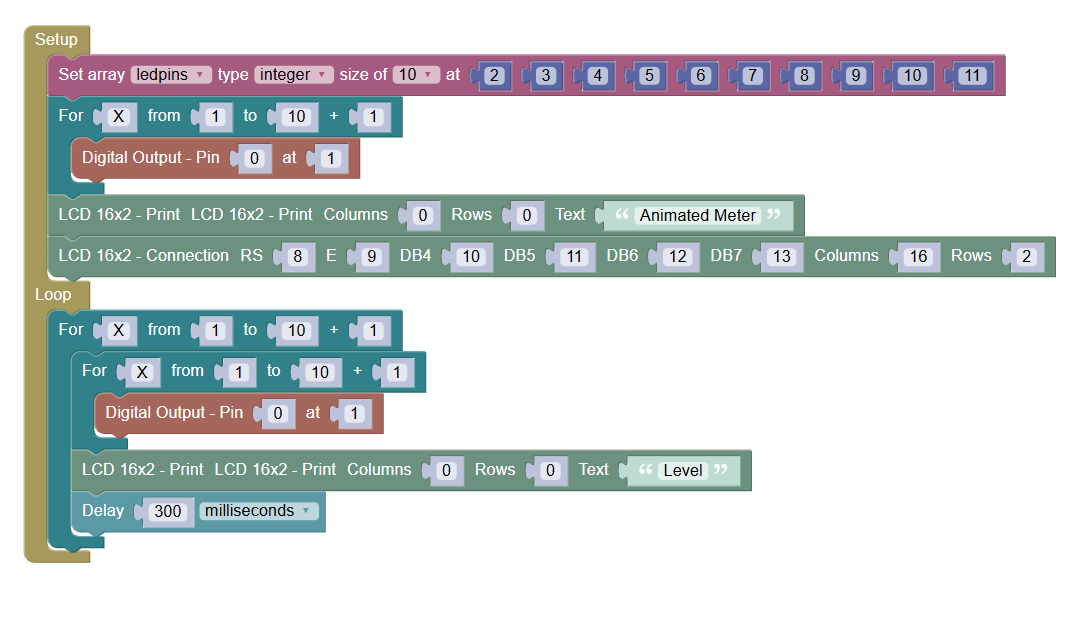 Setup
Set array ledpins type integer size of 10 at 2 3 4 5 6 7 8 9 10 11
For X from 1 to 10 + 1
Digital Output - Pin 0 at 1
LCD 16x2 - Print LCD 16x2 - Print Columns 0 Rows 0 Text “ Animated Meter ”
LCD 16x2 - Connection RS 8 E 9 DB4 10 DB5 11 DB6 12 DB7 13 Columns 16 Rows 2
Loop
For X from 1 to 10 + 1
For X from 1 to 10 + 1
Digital Output - Pin 0 at 1
LCD 16x2 - Print LCD 16x2 - Print Columns 0 Rows 0 Text “ Level ”
Delay 300 milliseconds